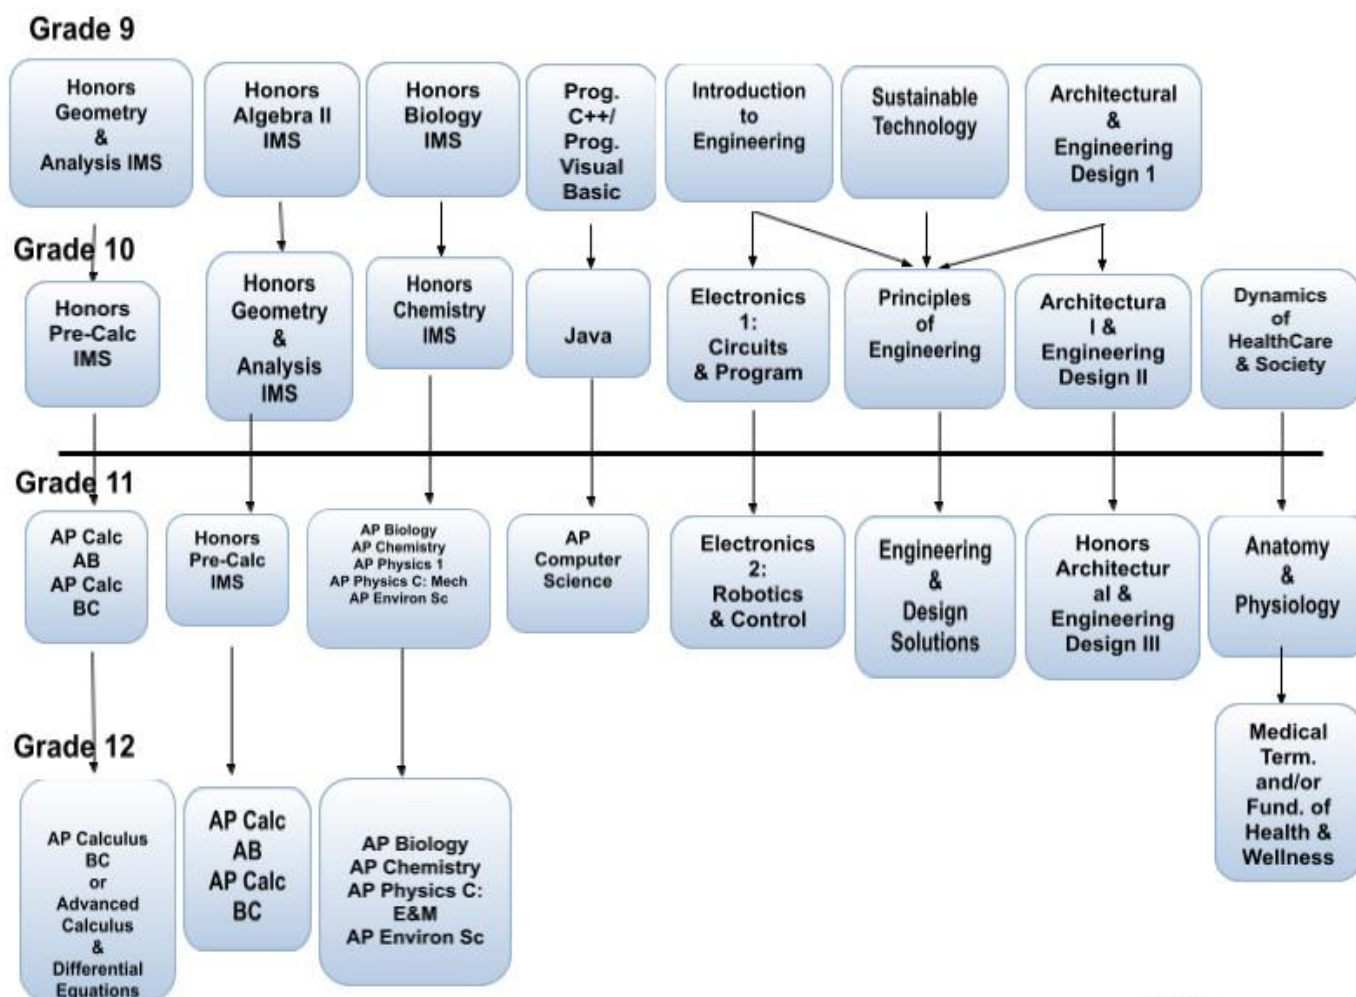 Grade 9
Honors
Geometry
&
Analysis IMS
Honors
Algebra II
IMS
Honors
Biology
IMS
Prog.
C++/
Prog.
Visual
Basic
Introduction
to
Engineering
Sustainable
Technology
Architectural
&
Engineering
Design 1
Grade 10
Honors
Pre-Calc
IMS
Honors
Geometry
&
Analysis
IMS
Honors
Chemistry
IMS
Java
Electronics
1:
Circuits
& Program
Principles
of
Engineering
Architectura
l &
Engineering
Design II
Dynamics
of
HealthCare
& Society
Grade 11
AP Calc
AB
AP Calc
BC
Honors
Pre-Calc
IMS
AP Biology
AP Chemistry
AP Physics 1
AP Physics C: Mech
AP Environ Sc
AP
Computer
Science
Electronics
2:
Robotics
& Control
Engineering
&
Design
Solutions
Honors
Architectur
al &
Engineering
Design III
Anatomy
&
Physiology
Grade 12
AP Calculus
BC
or
Advanced
Calculus
&
Differential
Equations
AP Calc
AB
AP Calc
BC
AP Biology
AP Chemistry
AP Physics C:
E&M
AP Environ Sc
Medical
Term.
and/or
Fund. of
Health &
Wellness